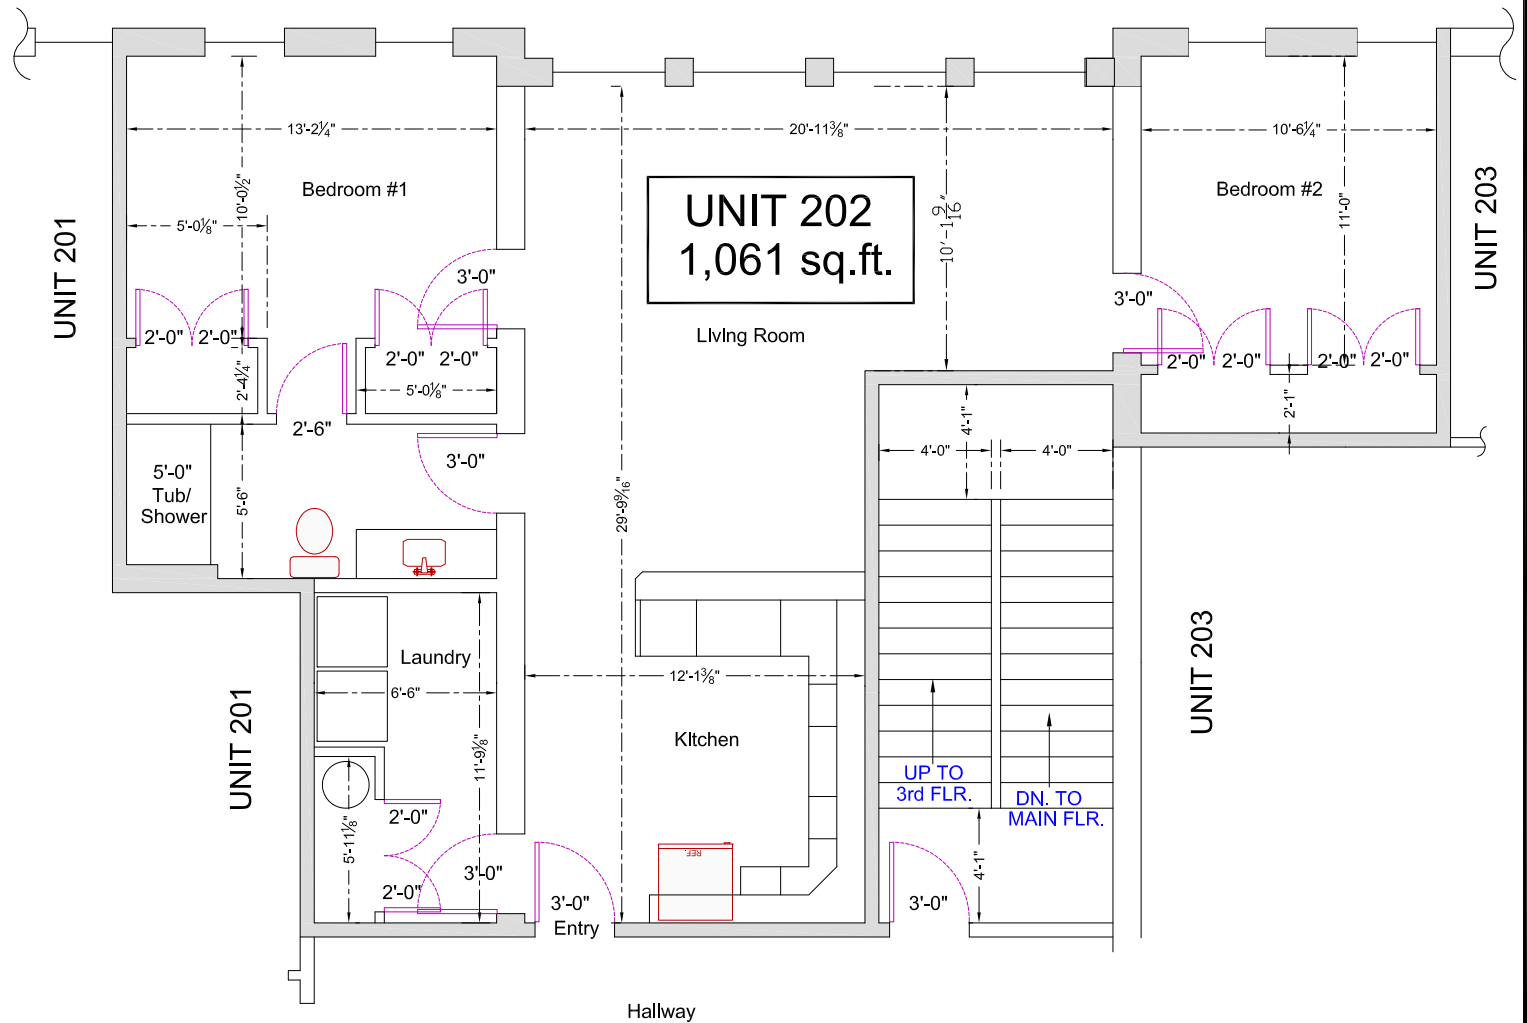 13'-2¼"
20'-11⅜"
10'-6¼"
Bedroom #1
Bedroom #2
10'-0½"
5'-0⅛"
UNIT 202
1,061 sq.ft.
10'-9/16"
11'-0"
UNIT 201
UNIT 203
3'-0"
3'-0"
Living Room
2'-0"
2'-0"
2'-0"
2'-0"
2'-0"
2'-0"
2'-0"
2'-0"
2'-4¼"
5'-0⅛"
2'-1"
4'-1"
2'-6"
3'-0"
4'-0"
4'-0"
5'-0"
Tub/
Shower
5'-6"
29'-9 9/16"
Laundry
6'-6"
12'-1⅜"
UNIT 203
UNIT 201
Kitchen
11'-9⅛"
UP TO
3rd FLR.
DN. TO
MAIN FLR.
2'-0"
5'-11⅛"
REF.
4'-1"
3'-0"
2'-0"
3'-0"
3'-0"
Entry
Hallway